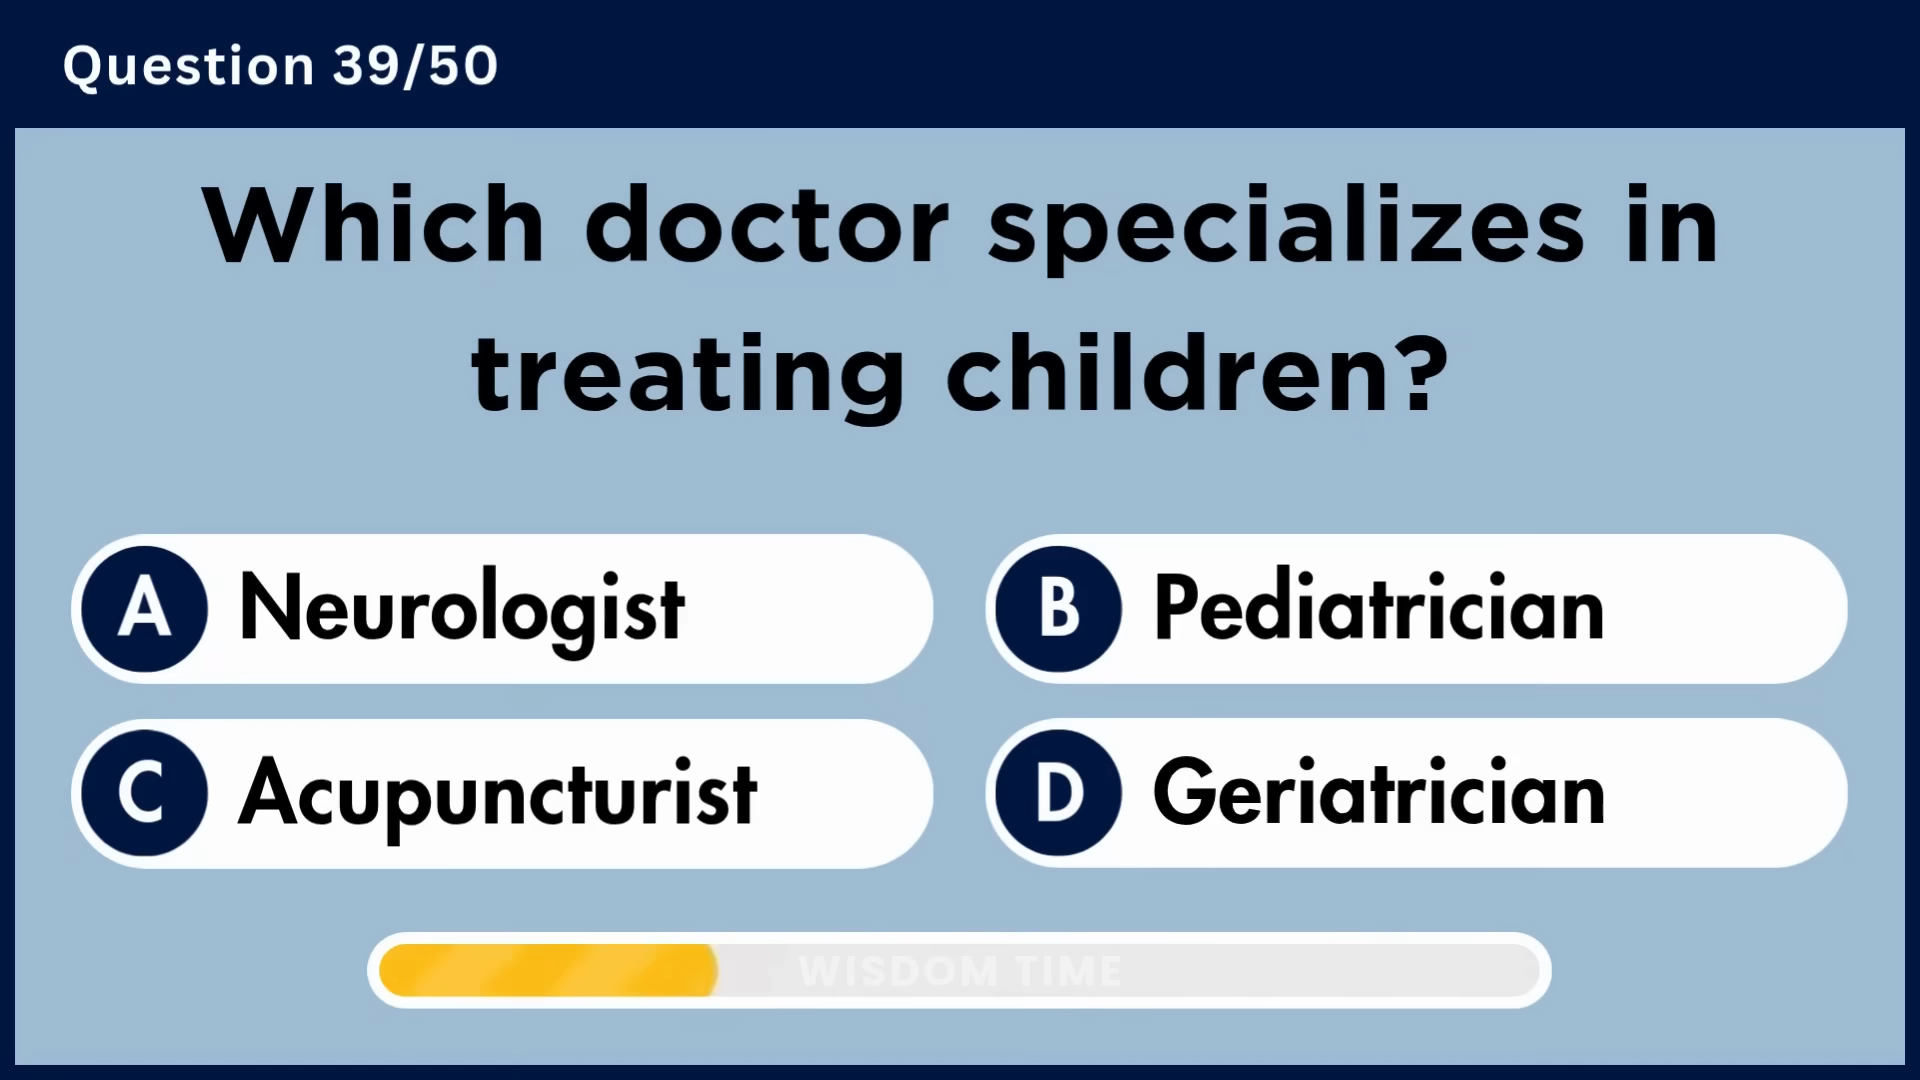 Question 39/50
Which doctor specializes in
treating children?
A Neurologist
B Pediatrician
C Acupuncturist
D Geriatrician
WISDOM TIME